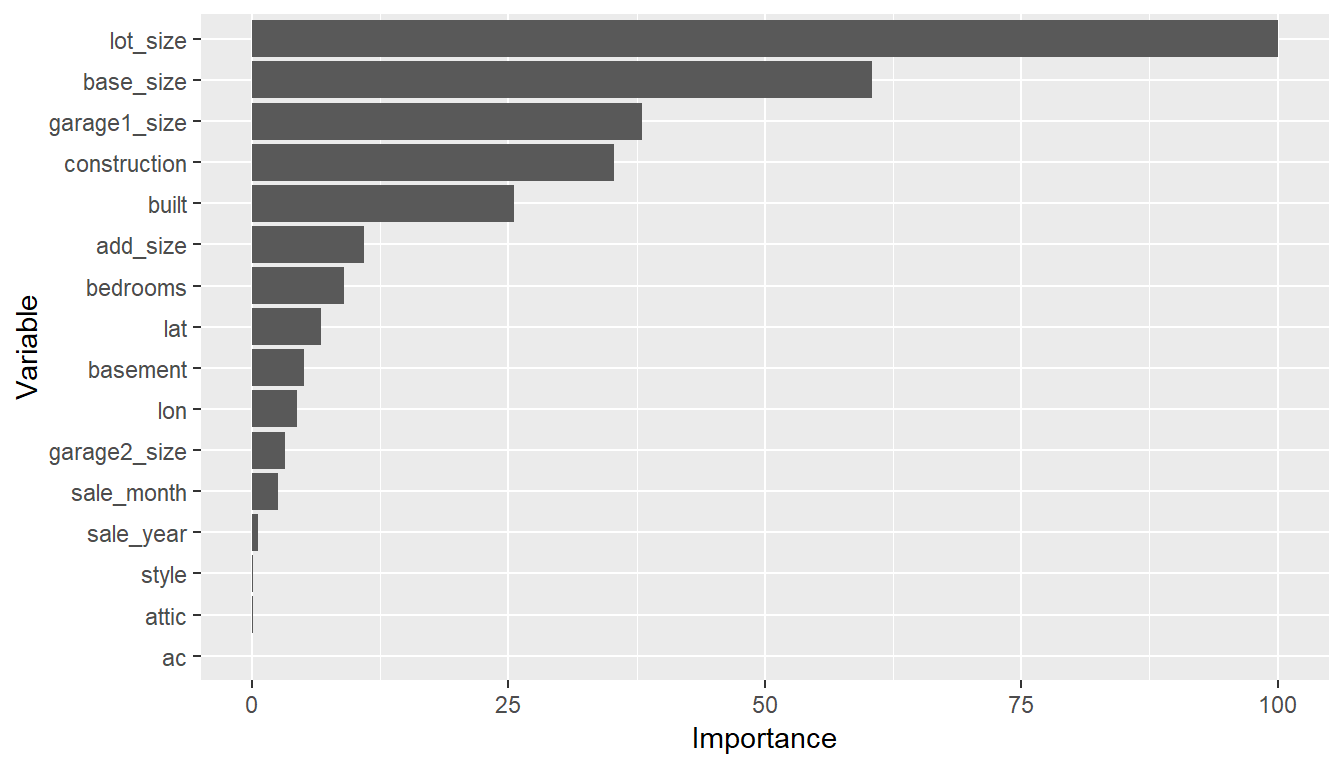 lot_size
base_size
garage1_size
construction
built
add_size
bedrooms
lat
basement
lon
garage2_size
sale_month
sale_year
style
attic
ac
Variable
0 25 50 75 100
Importance